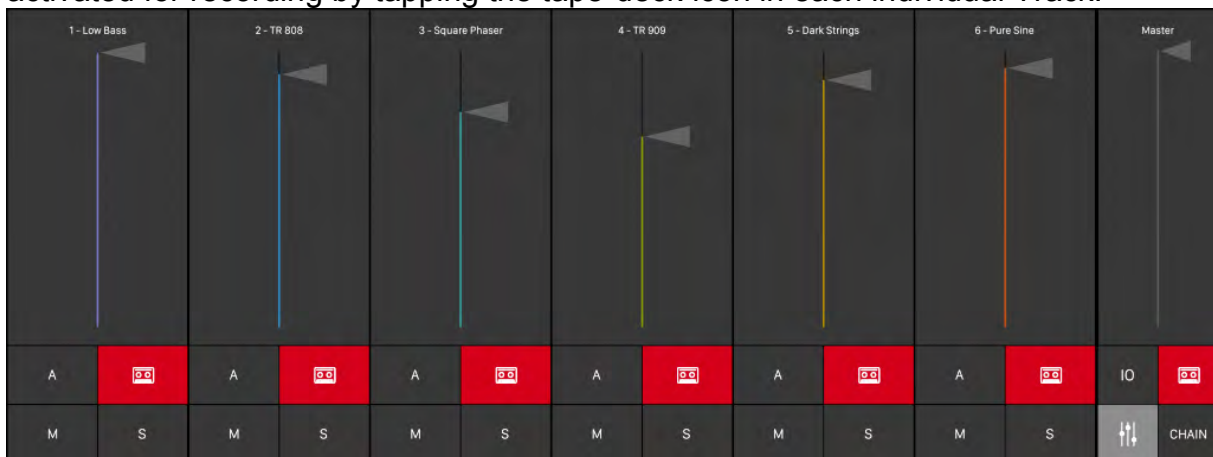 activated for recording by tapping the tape-deck icon in each individual Track.
1 - Low Bass 2 - TR 808 3 - Square Phaser 4 - TR 909 5 - Dark Strings 6 - Pure Sine Master
A A A A A A IO
M S M S M S M S M S M S CHAIN